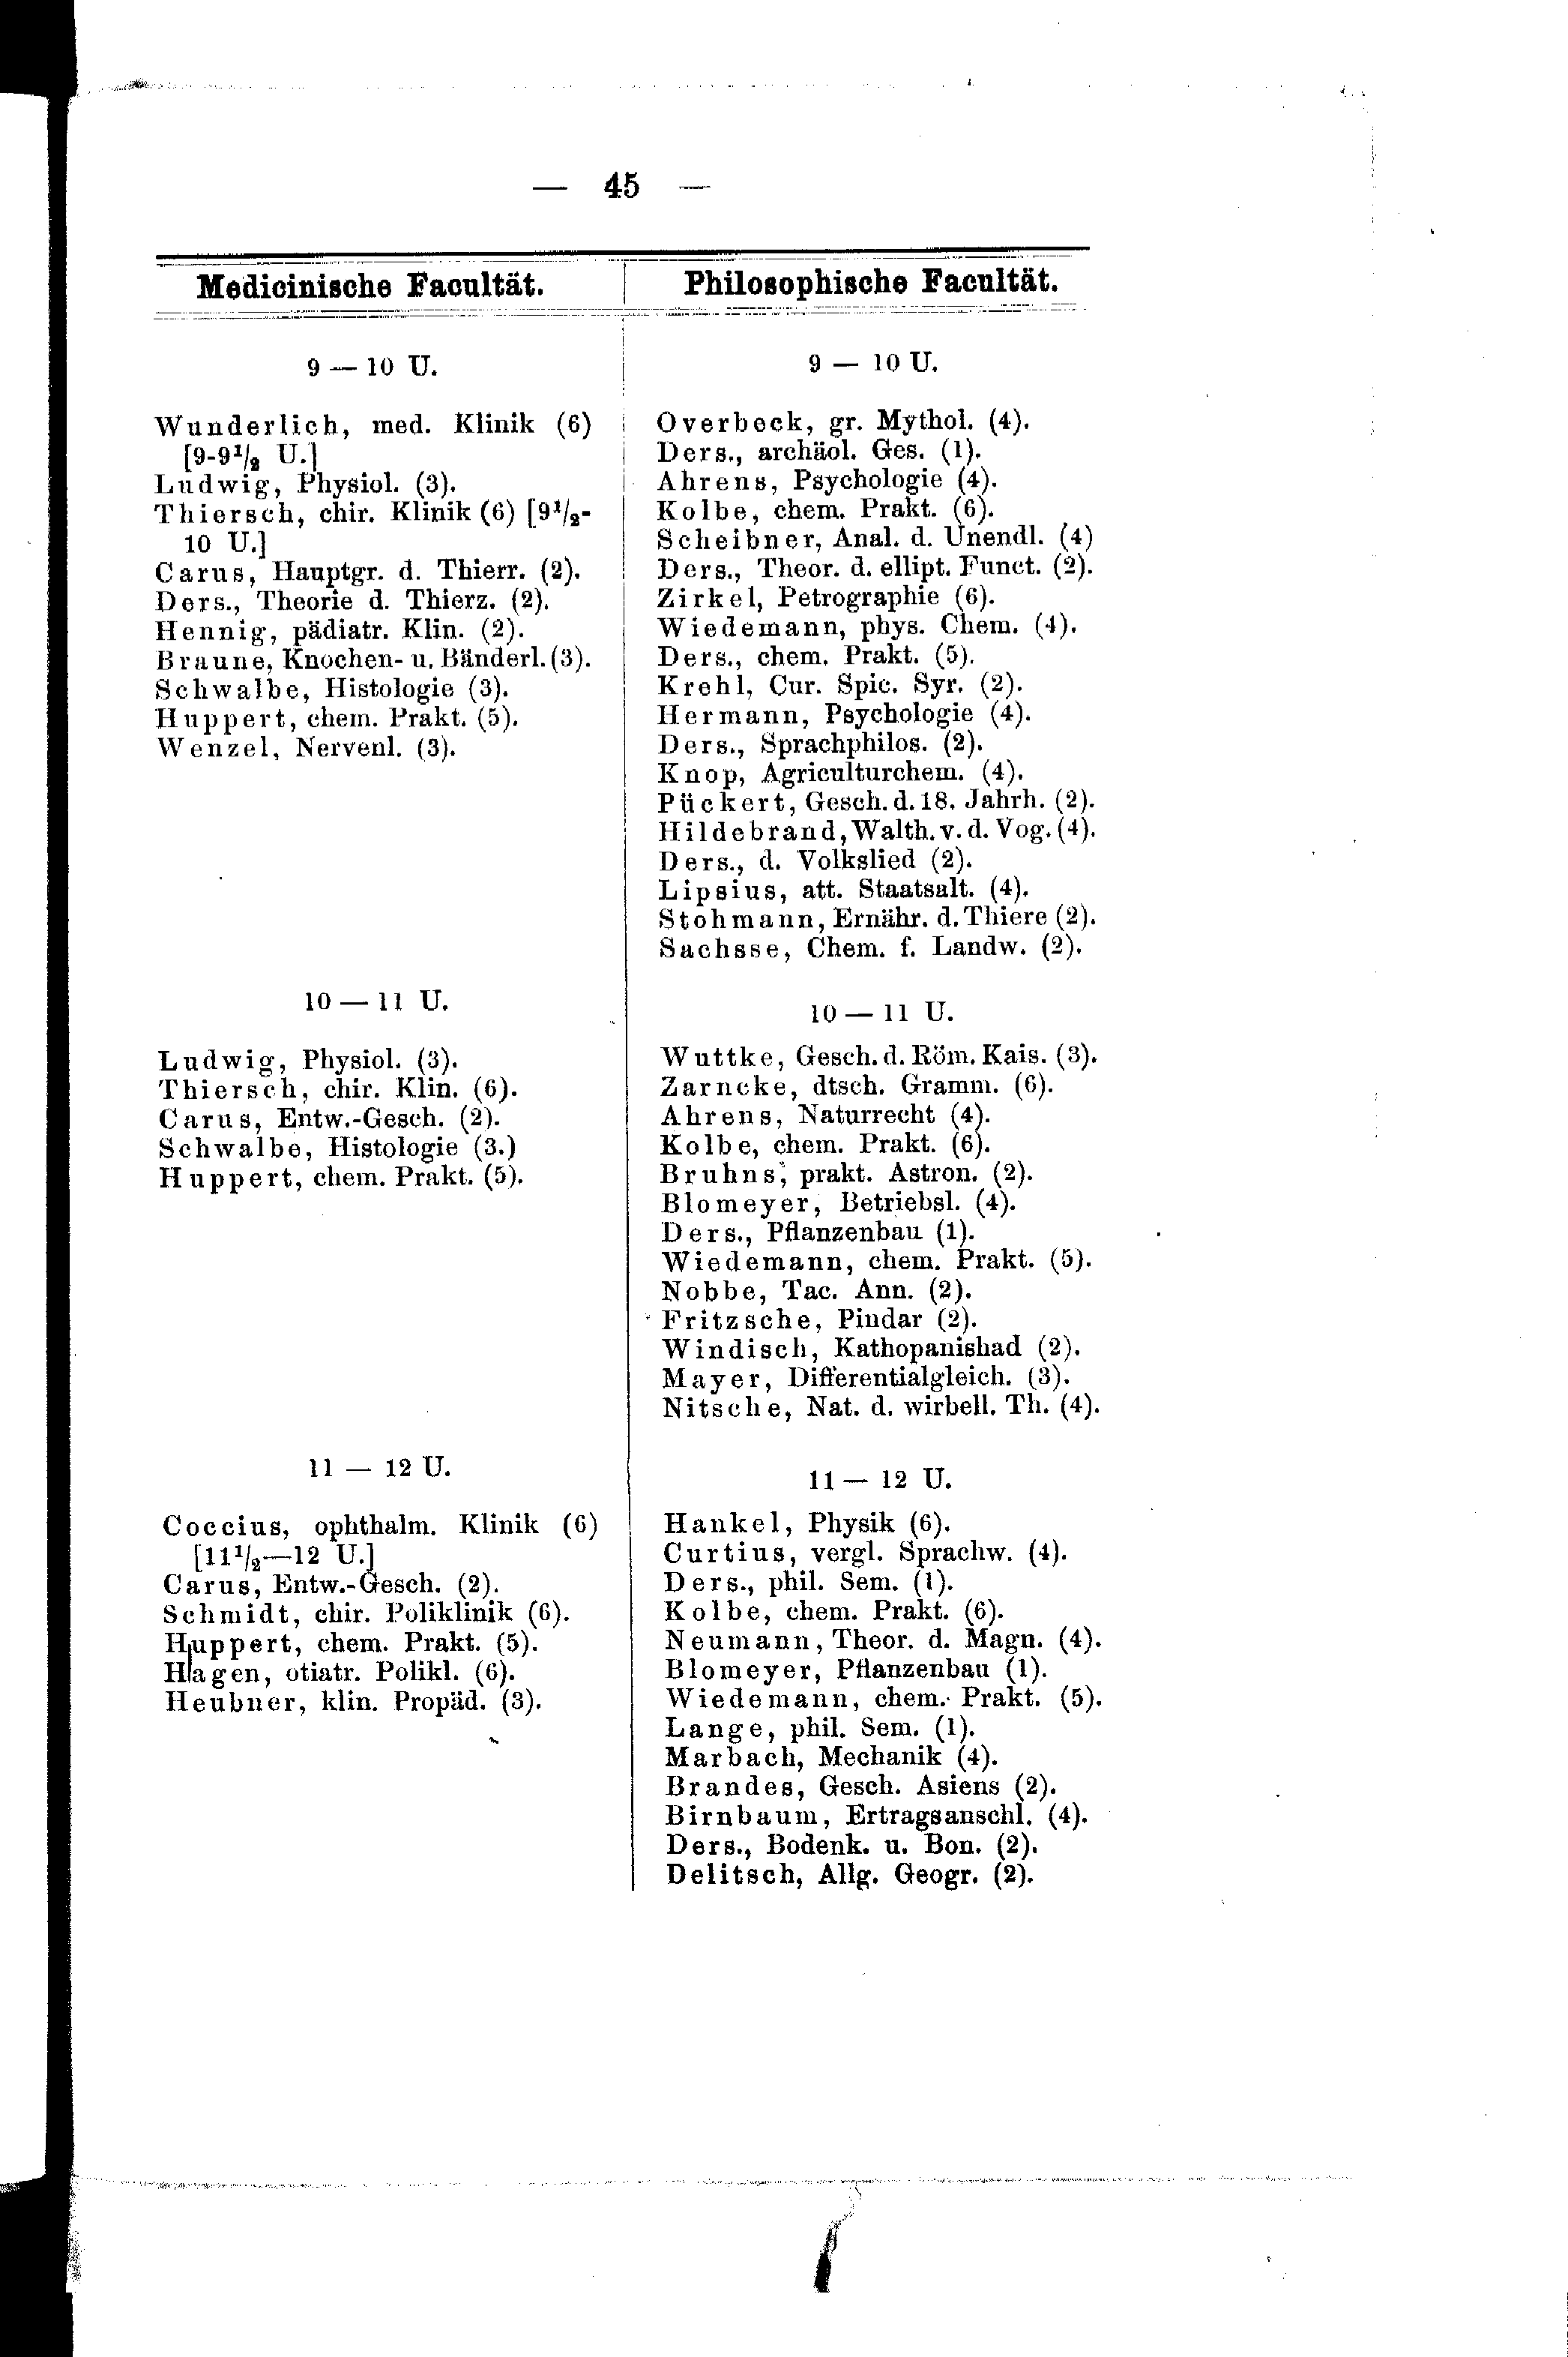 — 45 —
Medicinische Facultät.
9 — 10 U.
Wunderlich, med. Klinik (6)
[9-9½ U.]
Ludwig, Physiol. (3).
Thiersch, chir. Klinik (6) [9½-
10 U.]
Carus, Hauptgr. d. Thierr. (2).
Ders., Theorie d. Thierz. (2).
Hennig, pädiatr. Klin. (2).
Braune, Knochen- u. Bänderl. (3).
Schwalbe, Histologie (3).
Huppert, chem. Prakt. (5).
Wenzel, Nervenl. (3).
10 — 11 U.
Ludwig, Physiol. (3).
Thiersch, chir. Klin. (6).
Carus, Entw.-Gesch. (2).
Schwalbe, Histologie (3.)
Huppert, chem. Prakt. (5).
11 — 12 U.
Coccius, ophthalm. Klinik (6)
[11½—12 U.]
Carus, Entw.-Gesch. (2).
Schmidt, chir. Poliklinik (6).
Huppert, chem. Prakt. (5).
Hagen, otiatr. Polikl. (6).
Heubner, klin. Propäd. (3).
Philosophische Facultät.
9 — 10 U.
Overbeck, gr. Mythol. (4).
Ders., archäol. Ges. (1).
Ahrens, Psychologie (4).
Kolbe, chem. Prakt. (6).
Scheibner, Anal. d. Unendl. (4)
Ders., Theor. d. ellipt. Funct. (2).
Zirkel, Petrographie (6).
Wiedemann, phys. Chem. (4).
Ders., chem. Prakt. (5).
Krehl, Cur. Spic. Syr. (2).
Hermann, Psychologie (4).
Ders., Sprachphilos. (2).
Knop, Agriculturchem. (4).
Pückert, Gesch. d. 18. Jahrh. (2).
Hildebrand, Walth. v. d. Vog. (4).
Ders., d. Volkslied (2).
Lipsius, att. Staatsalt. (4).
Stohmann, Ernähr. d. Thiere (2).
Sachsse, Chem. f. Landw. (2).
10 — 11 U.
Wuttke, Gesch. d. Röm. Kais. (3).
Zarncke, dtsch. Gramm. (6).
Ahrens, Naturrecht (4).
Kolbe, chem. Prakt. (6).
Bruhns, prakt. Astron. (2).
Blomeyer, Betriebsl. (4).
Ders., Pflanzenbau (1).
Wiedemann, chem. Prakt. (5).
Nobbe, Tac. Ann. (2).
Fritzsche, Pindar (2).
Windisch, Kathopanishad (2).
Mayer, Differentialgleich. (3).
Nitsche, Nat. d. wirbell. Th. (4).
11 — 12 U.
Hankel, Physik (6).
Curtius, vergl. Sprachw. (4).
Ders., phil. Sem. (1).
Kolbe, chem. Prakt. (6).
Neumann, Theor. d. Magn. (4).
Blomeyer, Pflanzenbau (1).
Wiedemann, chem. Prakt. (5).
Lange, phil. Sem. (1).
Marbach, Mechanik (4).
Brandes, Gesch. Asiens (2).
Birnbaum, Ertragsanschl. (4).
Ders., Bodenk. u. Bon. (2).
Delitsch, Allg. Geogr. (2).